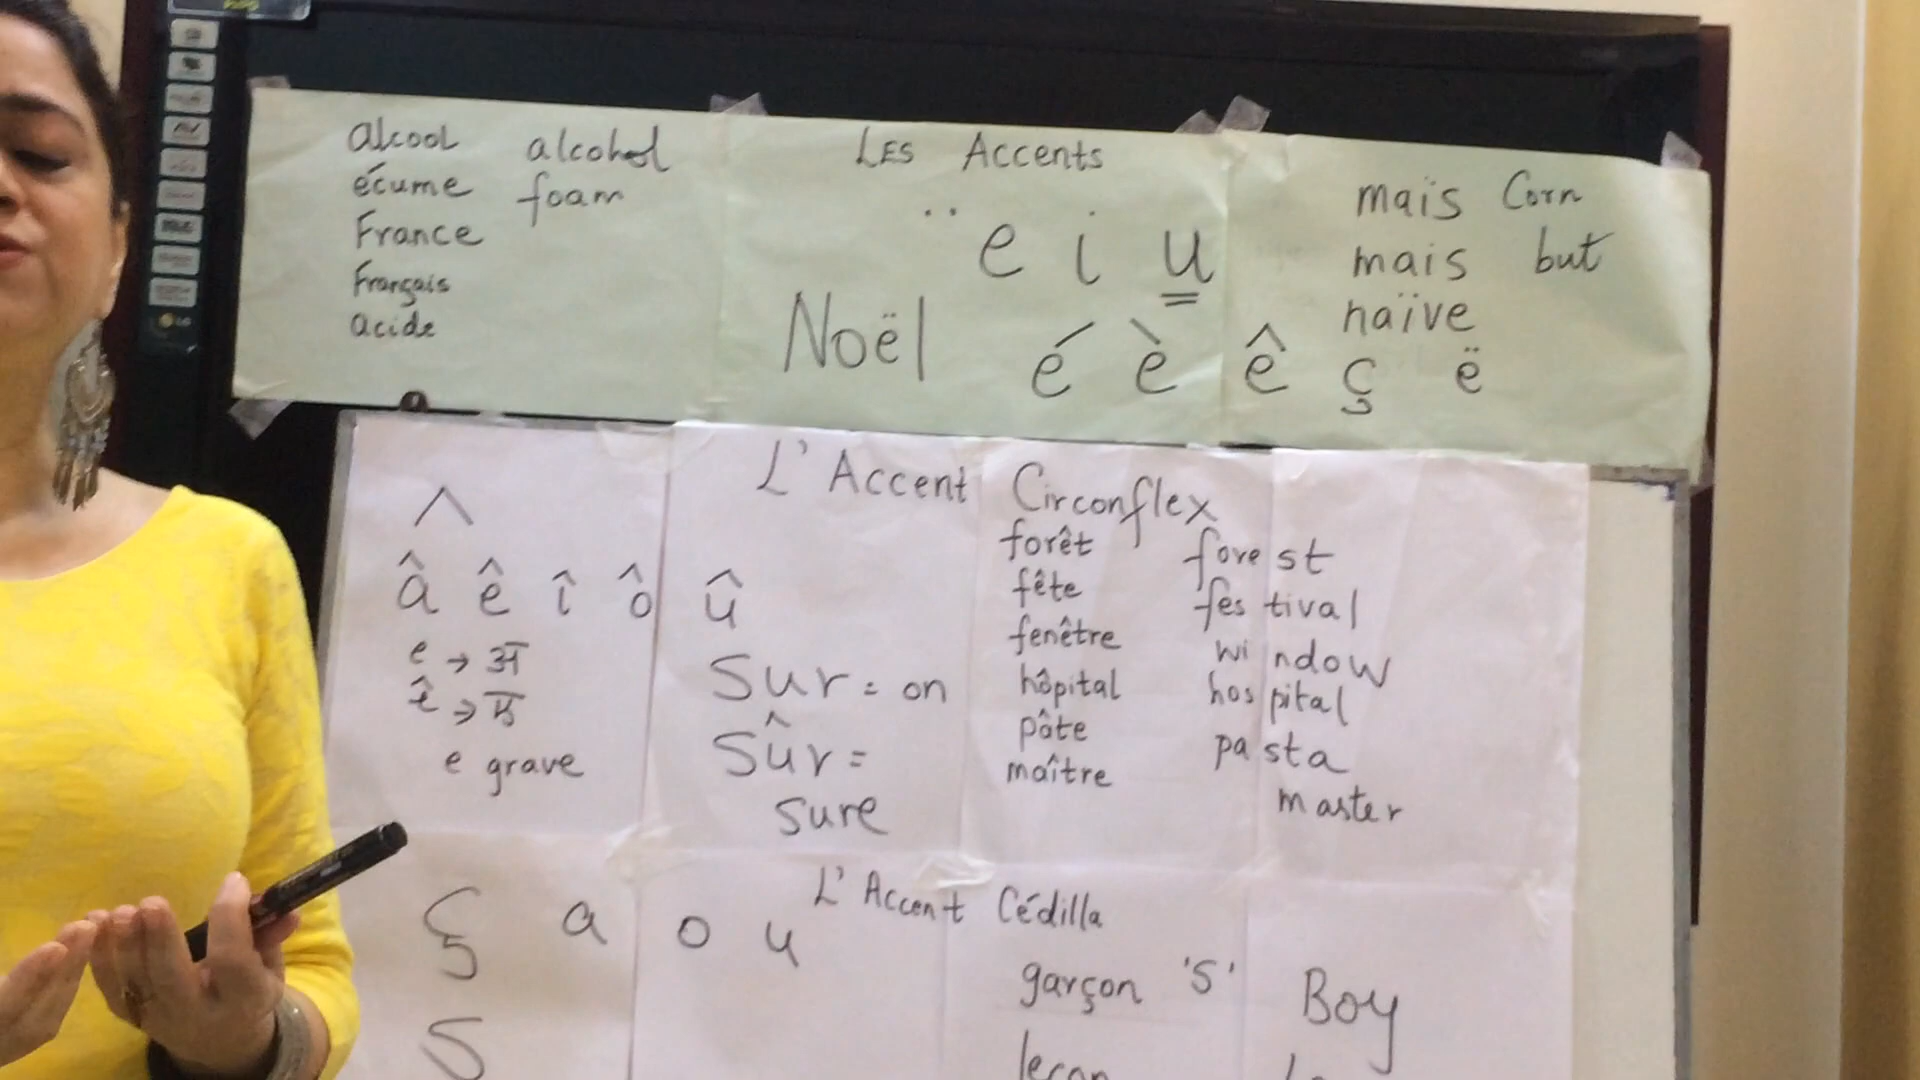 alcool alcohol
écume foam
France
Français
acide
LES Accents
¨ e i u
Noël é è ê ç ë
maïs Corn
mais but
naïve
L'Accent Circonflex
^
â ê î ô û
e → अ
ê →
e grave
Sur = on
Sûr =
sure
forêt forest
fête festival
fenêtre window
hôpital hospital
pâte pasta
maître master
L'Accent Cédilla
ç a o u
garçon 's' Boy
S
leçon